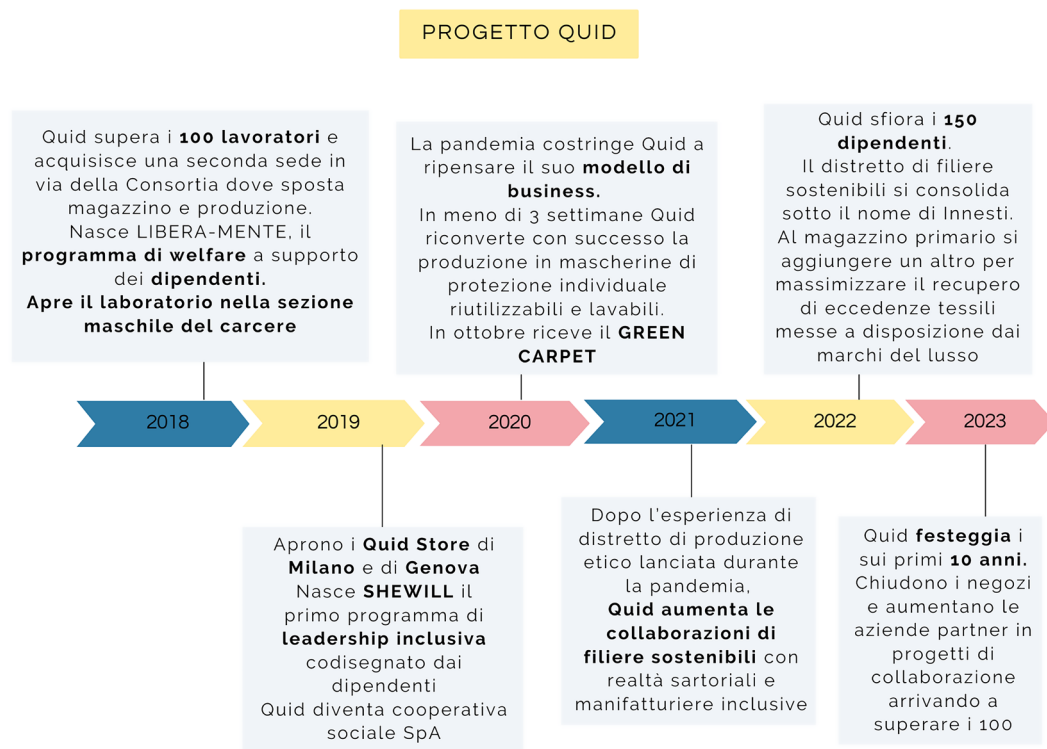 PROGETTO QUID
Quid supera i 100 lavoratori e
acquisisce una seconda sede in
via della Consortia dove sposta
magazzino e produzione.
Nasce LIBERA-MENTE, il
programma di welfare a supporto
dei dipendenti.
Apre il laboratorio nella sezione
maschile del carcere
La pandemia costringe Quid a
ripensare il suo modello di
business.
In meno di 3 settimane Quid
riconverte con successo la
produzione in mascherine di
protezione individuale
riutilizzabili e lavabili.
In ottobre riceve il GREEN
CARPET
Quid sfiora i 150
dipendenti.
Il distretto di filiere
sostenibili si consolida
sotto il nome di Innesti.
Al magazzino primario si
aggiungere un altro per
massimizzare il recupero
di eccedenze tessili
messe a disposizione dai
marchi del lusso
2018
2019
2020
2021
2022
2023
Aprono i Quid Store di
Milano e di Genova
Nasce SHEWILL il
primo programma di
leadership inclusiva
codisegnato dai
dipendenti
Quid diventa cooperativa
sociale SpA
Dopo l'esperienza di
distretto di produzione
etico lanciata durante
la pandemia,
Quid aumenta le
collaborazioni di
filiere sostenibili con
realtà sartoriali e
manifatturiere inclusive
Quid festeggia i
sui primi 10 anni.
Chiudono i negozi
e aumentano le
aziende partner in
progetti di
collaborazione
arrivando a
superare i 100